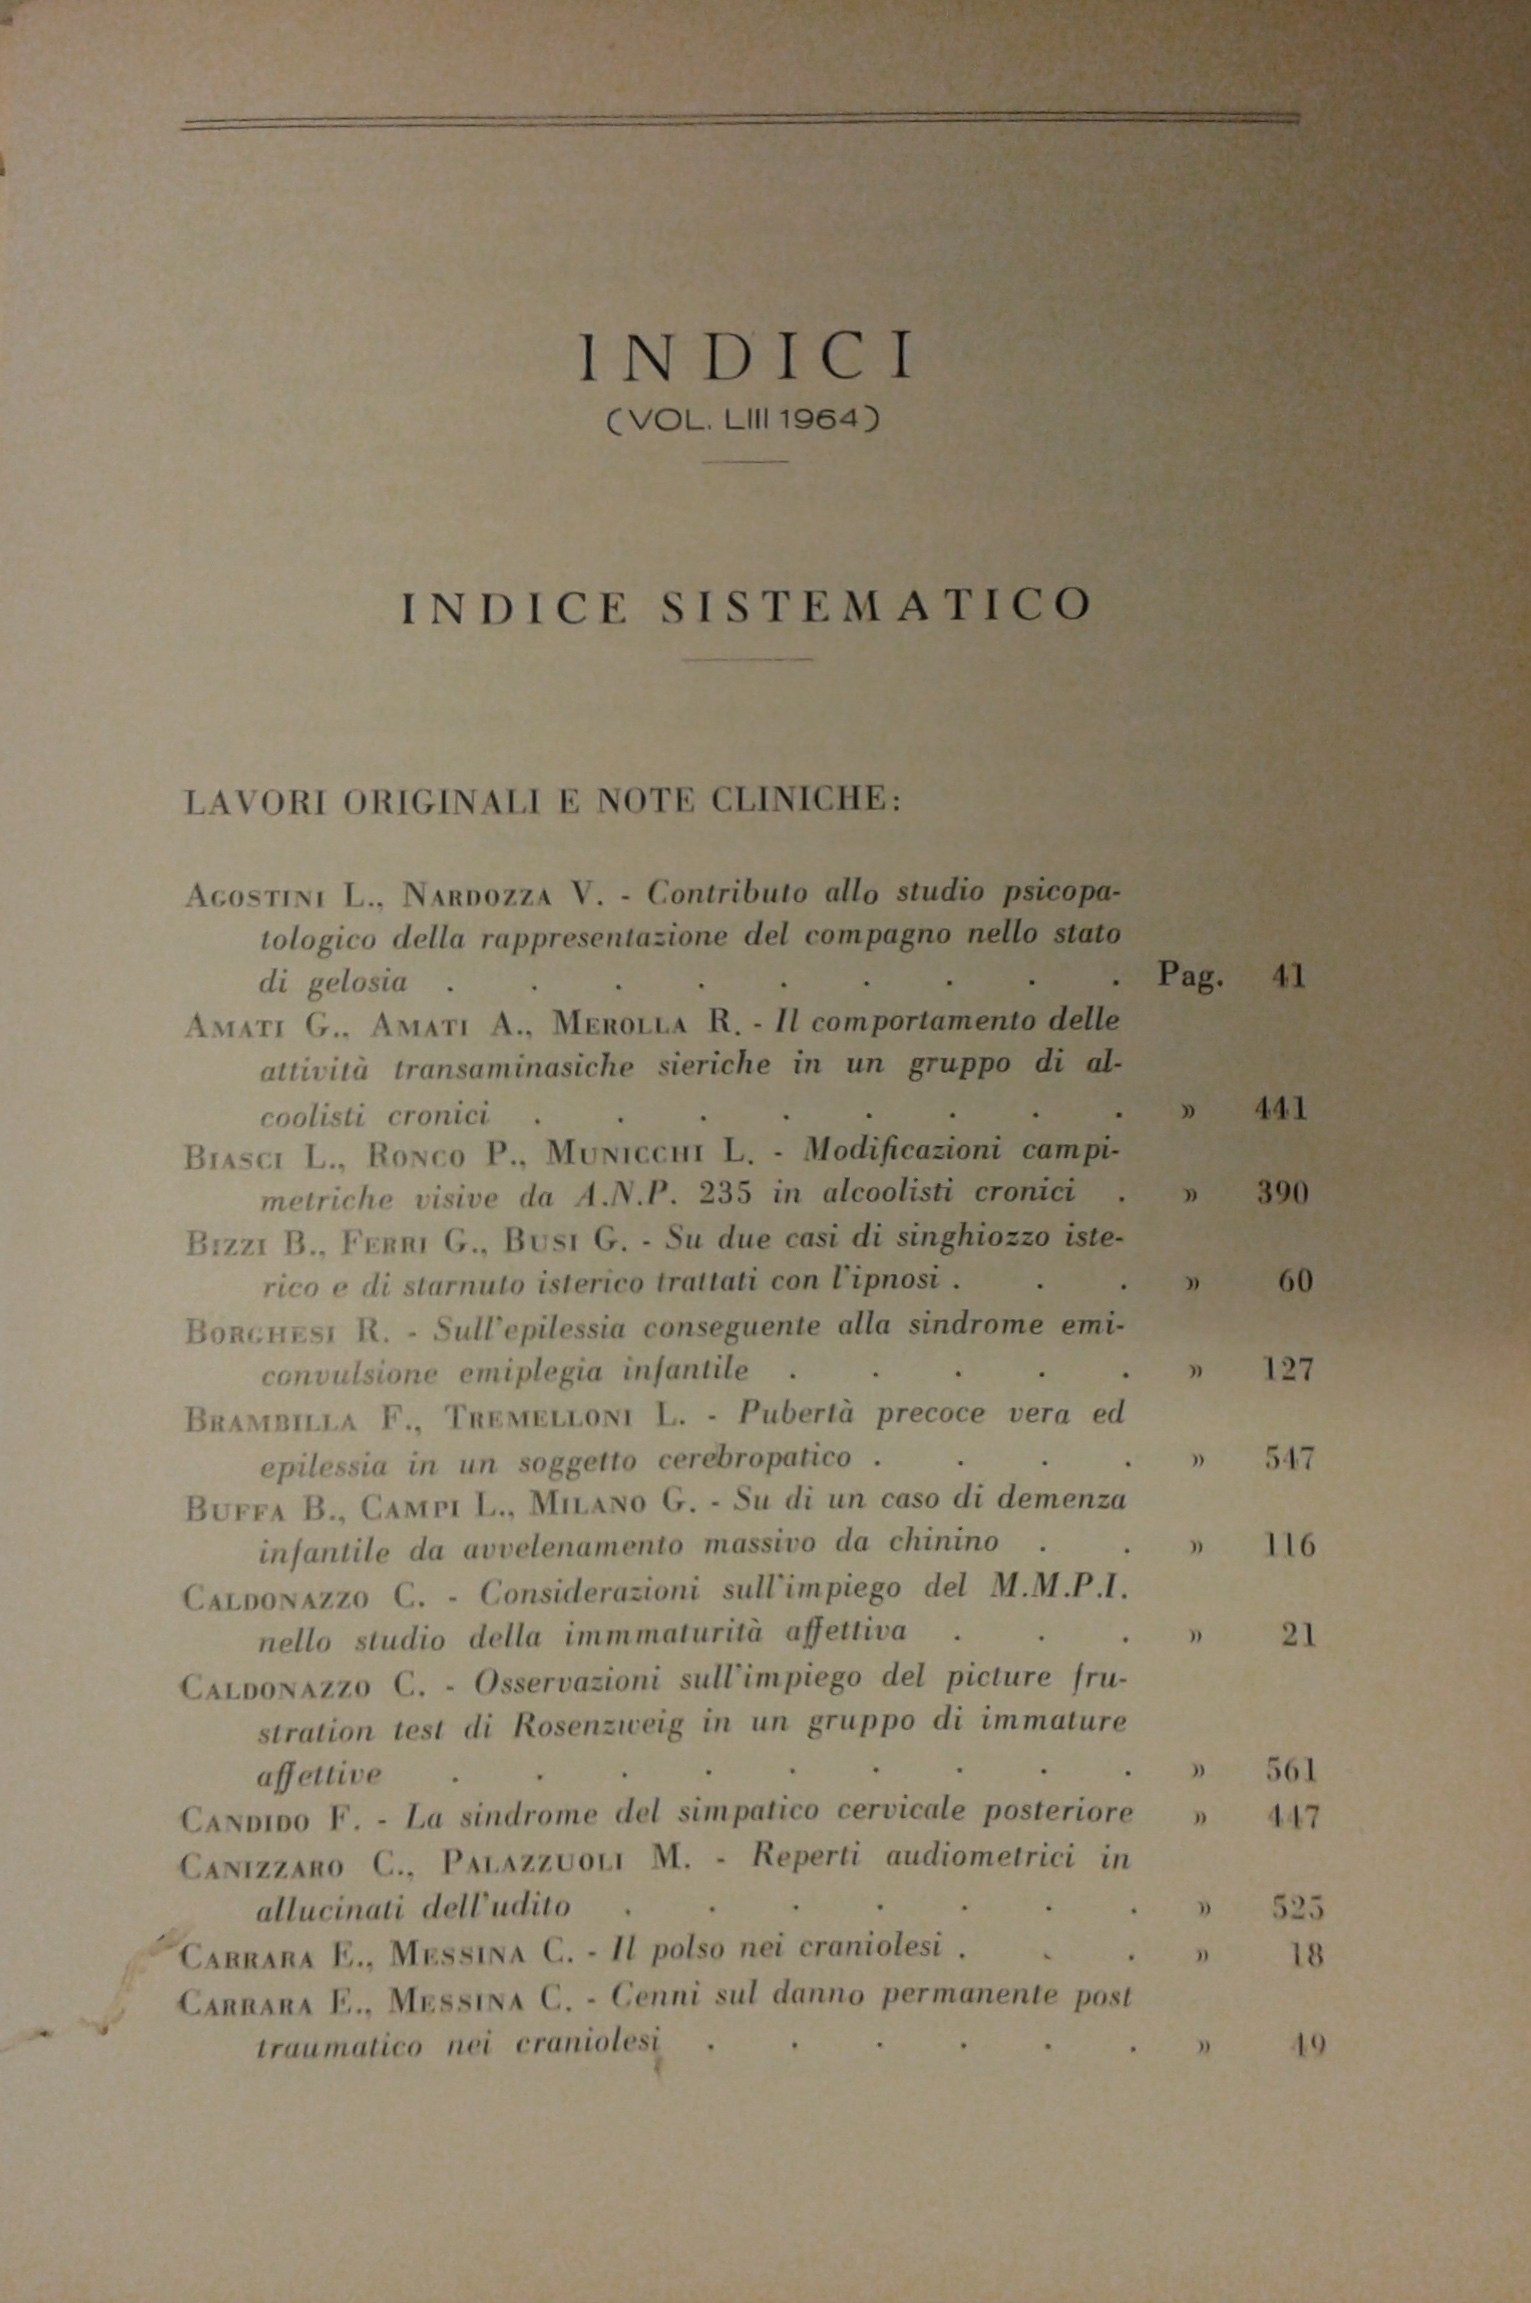 INDICI
(VOL. LIII 1964)
INDICE SISTEMATICO
LAVORI ORIGINALI E NOTE CLINICHE:
AGOSTINI L., NARDOZZA V. - Contributo allo studio psicopa-
tologico della rappresentazione del compagno nello stato
di gelosia . . . . . . . . . Pag. 41
AMATI G., AMATI A., MEROLLA R. - Il comportamento delle
attività transaminasiche sieriche in un gruppo di al-
coolisti cronici . . . . . . . . » 441
BIASCI L., RONCO P., MUNICCHI L. - Modificazioni campi-
metriche visive da A.N.P. 235 in alcoolisti cronici . » 390
BIZZI B., FERRI G., BUSI G. - Su due casi di singhiozzo iste-
rico e di starnuto isterico trattati con l'ipnosi . . . » 60
BORGHESI R. - Sull'epilessia conseguente alla sindrome emi-
convulsione emiplegia infantile . . . . . » 127
BRAMBILLA F., TREMELLONI L. - Pubertà precoce vera ed
epilessia in un soggetto cerebropatico . . . . » 547
BUFFA B., CAMPI L., MILANO G. - Su di un caso di demenza
infantile da avvelenamento massivo da chinino . . » 116
CALDONAZZO C. - Considerazioni sull'impiego del M.M.P.I.
nello studio della immmaturità affettiva . . . » 21
CALDONAZZO C. - Osservazioni sull'impiego del picture fru-
stration test di Rosenzweig in un gruppo di immature
affettive . . . . . . . . . » 561
CANDIDO F. - La sindrome del simpatico cervicale posteriore » 447
CANIZZARO C., PALAZZUOLI M. - Reperti audiometrici in
allucinati dell'udito . . . . . . . » 525
CARRARA E., MESSINA C. - Il polso nei craniolesi . . . » 18
CARRARA E., MESSINA C. - Cenni sul danno permanente post
traumatico nei craniolesi . . . . . . » 49